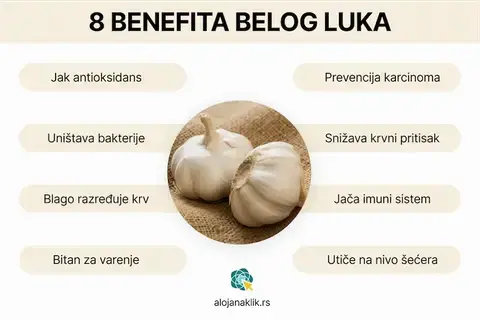 8 BENEFITA BELOG LUKA
Jak antioksidans
Uništava bakterije
Blago razređuje krv
Bitan za varenje
Prevencija karcinoma
Snižava krvni pritisak
Jača imuni sistem
Utiče na nivo šećera
alojanaklik.rs